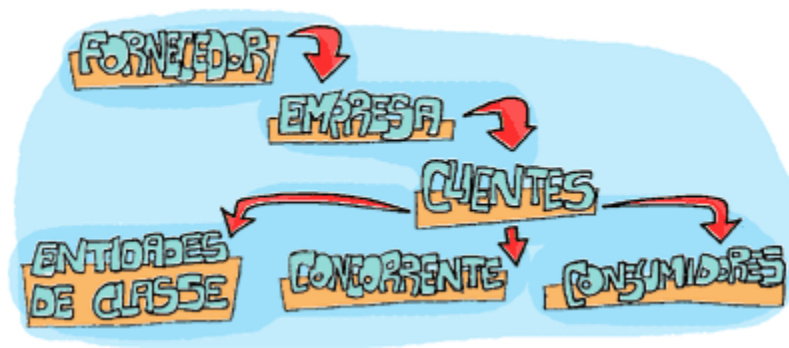 FORNECEDOR
EMPRESA
CLIENTES
ENTIDADES
DE CLASSE
CONCORRENTE
CONSUMIDORES